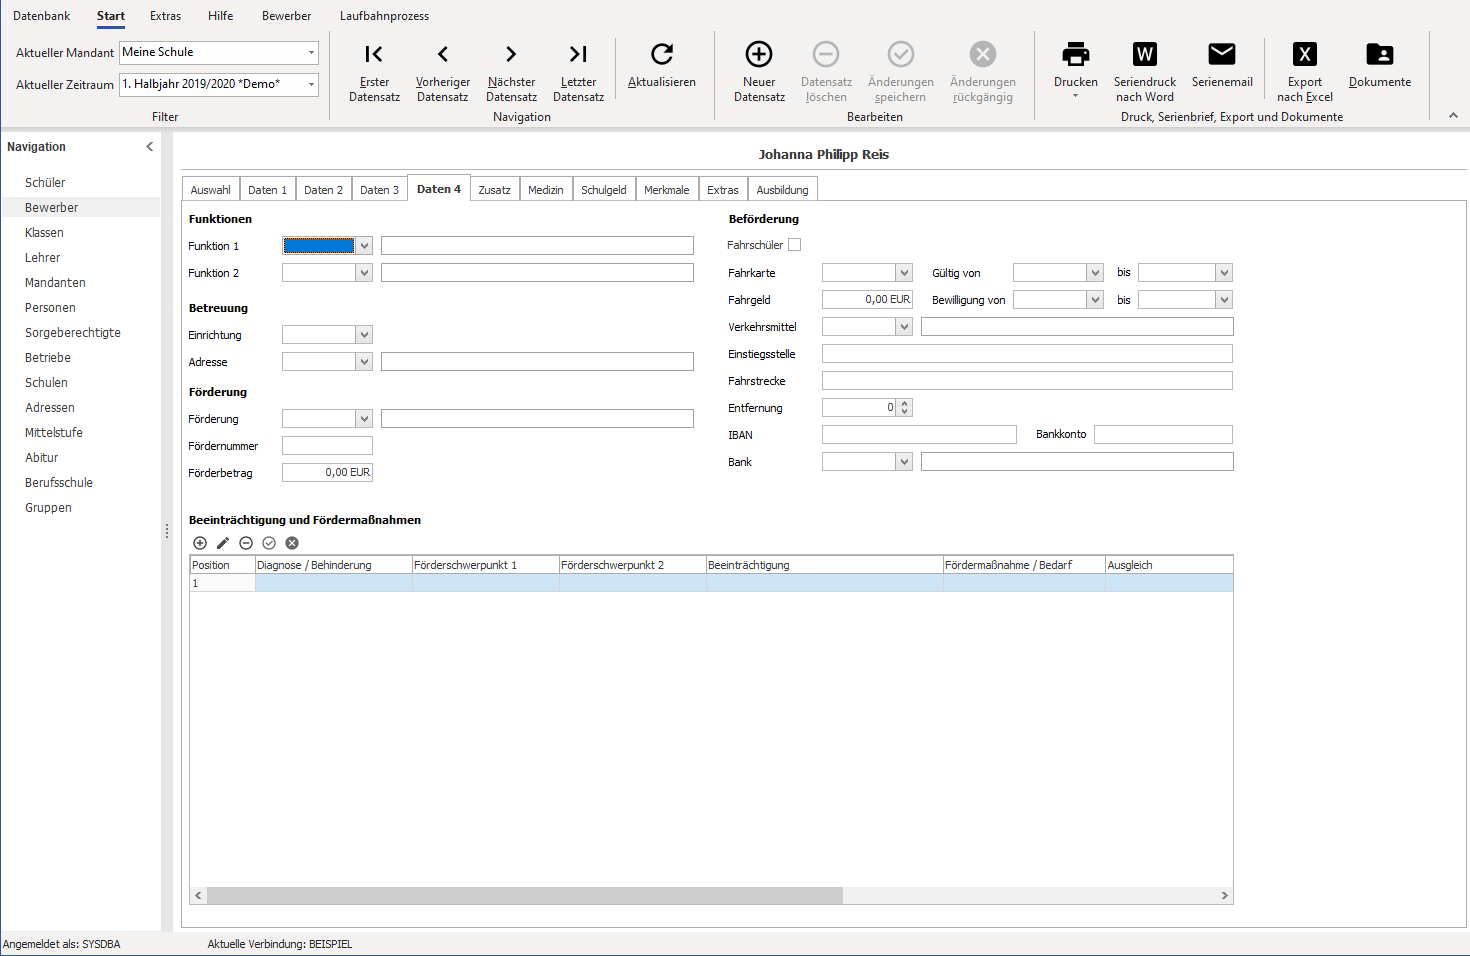 Datenbank Start Extras Hilfe Bewerber Laufbahnprozess
Aktueller Mandant Meine Schule
Aktueller Zeitraum 1. Halbjahr 2019/2020 *Demo*
Filter
Erster Datensatz
Vorheriger Datensatz
Nächster Datensatz
Letzter Datensatz
Aktualisieren
Navigation
Neuer Datensatz
Datensatz löschen
Änderungen speichern
Änderungen rückgängig
Bearbeiten
Drucken
W
Seriendruck nach Word
Serienemail
X
Export nach Excel
Dokumente
Druck, Serienbrief, Export und Dokumente
Navigation
Schüler
Bewerber
Klassen
Lehrer
Mandanten
Personen
Sorgeberechtigte
Betriebe
Schulen
Adressen
Mittelstufe
Abitur
Berufsschule
Gruppen
Johanna Philipp Reis
Auswahl Daten 1 Daten 2 Daten 3 Daten 4 Zusatz Medizin Schulgeld Merkmale Extras Ausbildung
Funktionen
Funktion 1
Funktion 2
Betreuung
Einrichtung
Adresse
Förderung
Förderung
Fördernummer
Förderbetrag 0,00 EUR
Beförderung
Fahrschüler
Fahrkarte Gültig von bis
Fahrgeld 0,00 EUR Bewilligung von bis
Verkehrsmittel
Einstiegsstelle
Fahrstrecke
Entfernung 0
IBAN Bankkonto
Bank
Beeinträchtigung und Fördermaßnahmen
Position Diagnose / Behinderung Förderschwerpunkt 1 Förderschwerpunkt 2 Beeinträchtigung Fördermaßnahme / Bedarf Ausgleich
1
Angemeldet als: SYSDBA Aktuelle Verbindung: BEISPIEL